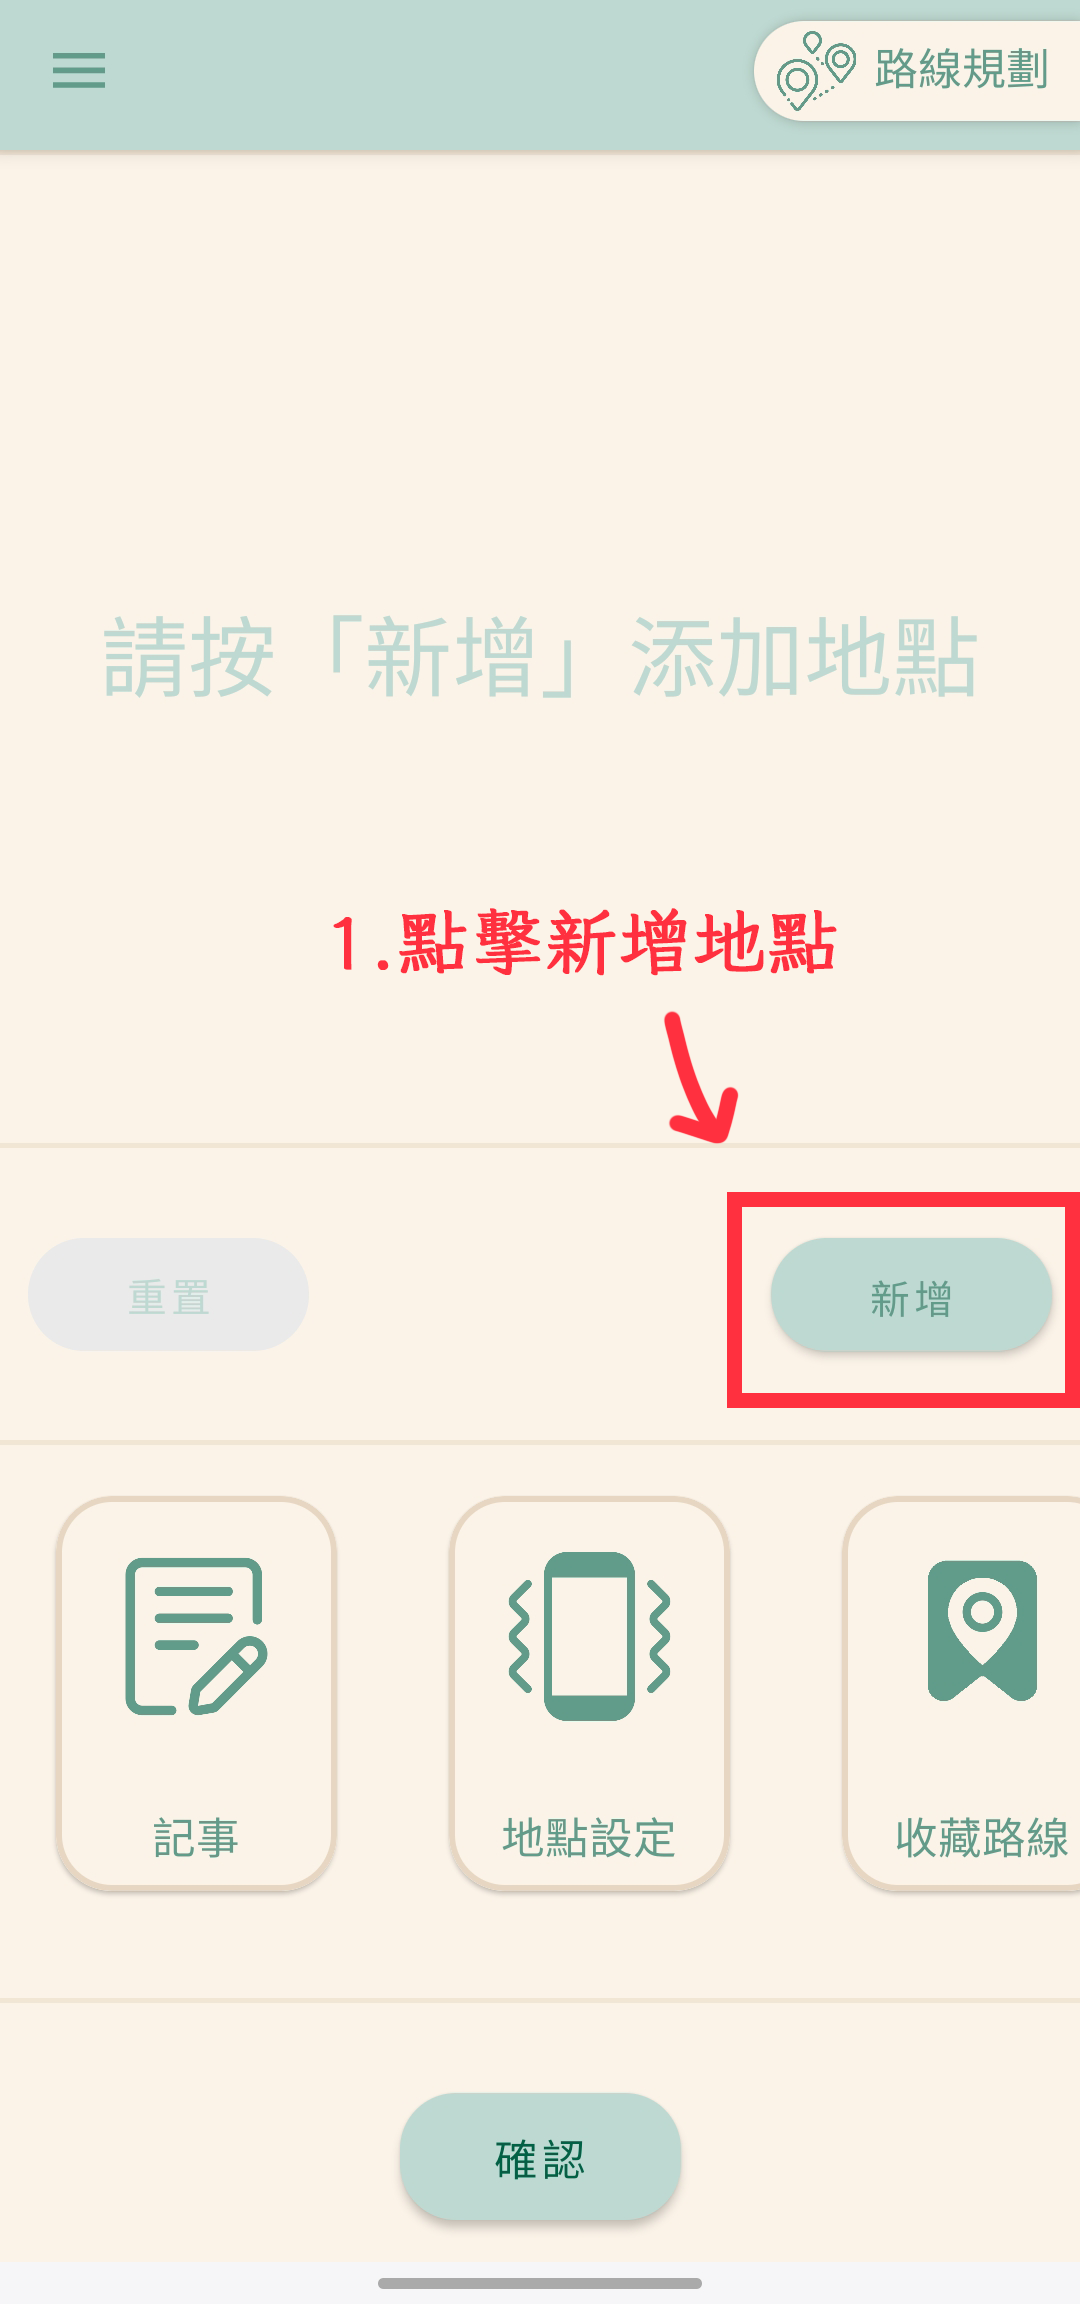 路線規劃
請按「新增」添加地點
1.點擊新增地點
重置
新增
記事
地點設定
收藏路線
確認